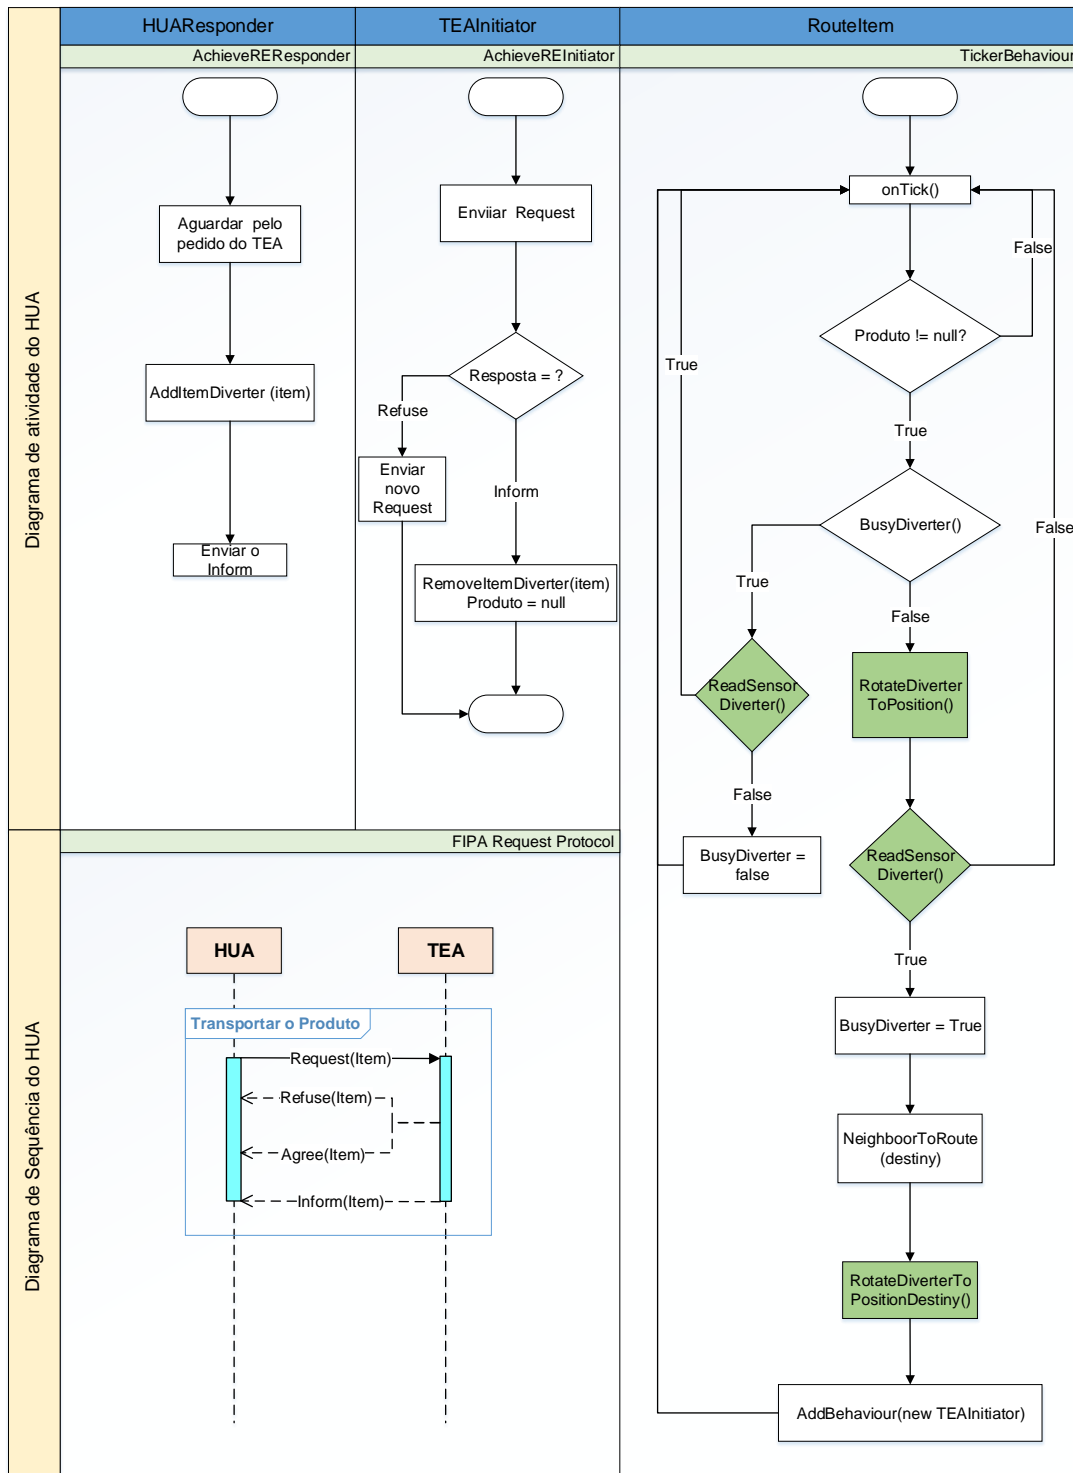 HUAResponder
TEAInitiator
RouteItem
AchieveREResponder
AchieveREInitiator
TickerBehaviour
Diagrama de atividade do HUA
Aguardar pelo
pedido do TEA
AddItemDiverter (item)
Enviar o
Inform
Enviiar Request
Resposta = ?
Refuse
Enviar
novo
Request
Inform
RemoveItemDiverter(item)
Produto = null
onTick()
False
Produto != null?
True
True
BusyDiverter()
False
True
False
ReadSensor
Diverter()
RotateDiverter
ToPosition()
False
BusyDiverter =
false
ReadSensor
Diverter()
True
BusyDiverter = True
NeighboorToRoute
(destiny)
RotateDiverterTo
PositionDestiny()
AddBehaviour(new TEAInitiator)
Diagrama de Sequência do HUA
FIPA Request Protocol
HUA
TEA
Transportar o Produto
Request(Item)
Refuse(Item)
Agree(Item)
Inform(Item)